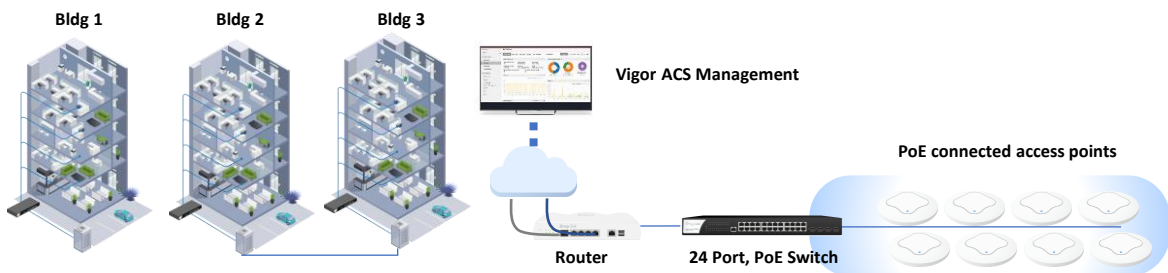 Bldg 1
Bldg 2
Bldg 3
Vigor ACS Management
PoE connected access points
Router
24 Port, PoE Switch